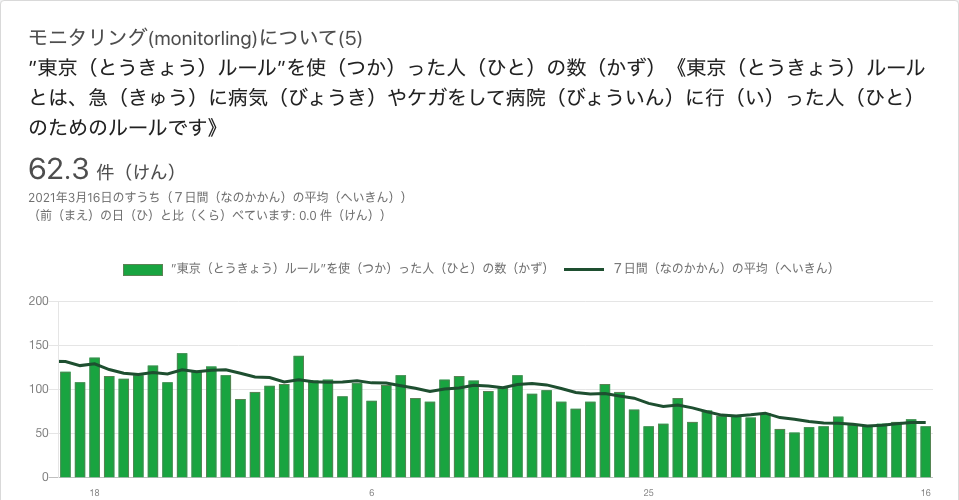 モニタリング(monitorling)について(5)
”東京（とうきょう）ルール”を使（つか）った人（ひと）の数（かず）《東京（とうきょう）ルール
とは、急（きゅう）に病気（びょうき）やケガをして病院（びょういん）に行（い）った人（ひと）
のためのルールです》
62.3 件（けん）
2021年3月16日のすうち（７日間（なのかかん）の平均（へいきん））
（前（まえ）の日（ひ）と比（くら）べています: 0.0 件（けん））
”東京（とうきょう）ルール”を使（つか）った人（ひと）の数（かず） ７日間（なのかかん）の平均（へいきん）
200
150
100
50
0
18 6 25 16